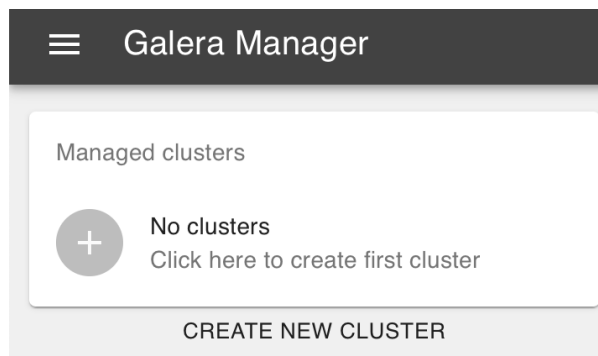 Galera Manager
Managed clusters
No clusters
Click here to create first cluster
CREATE NEW CLUSTER